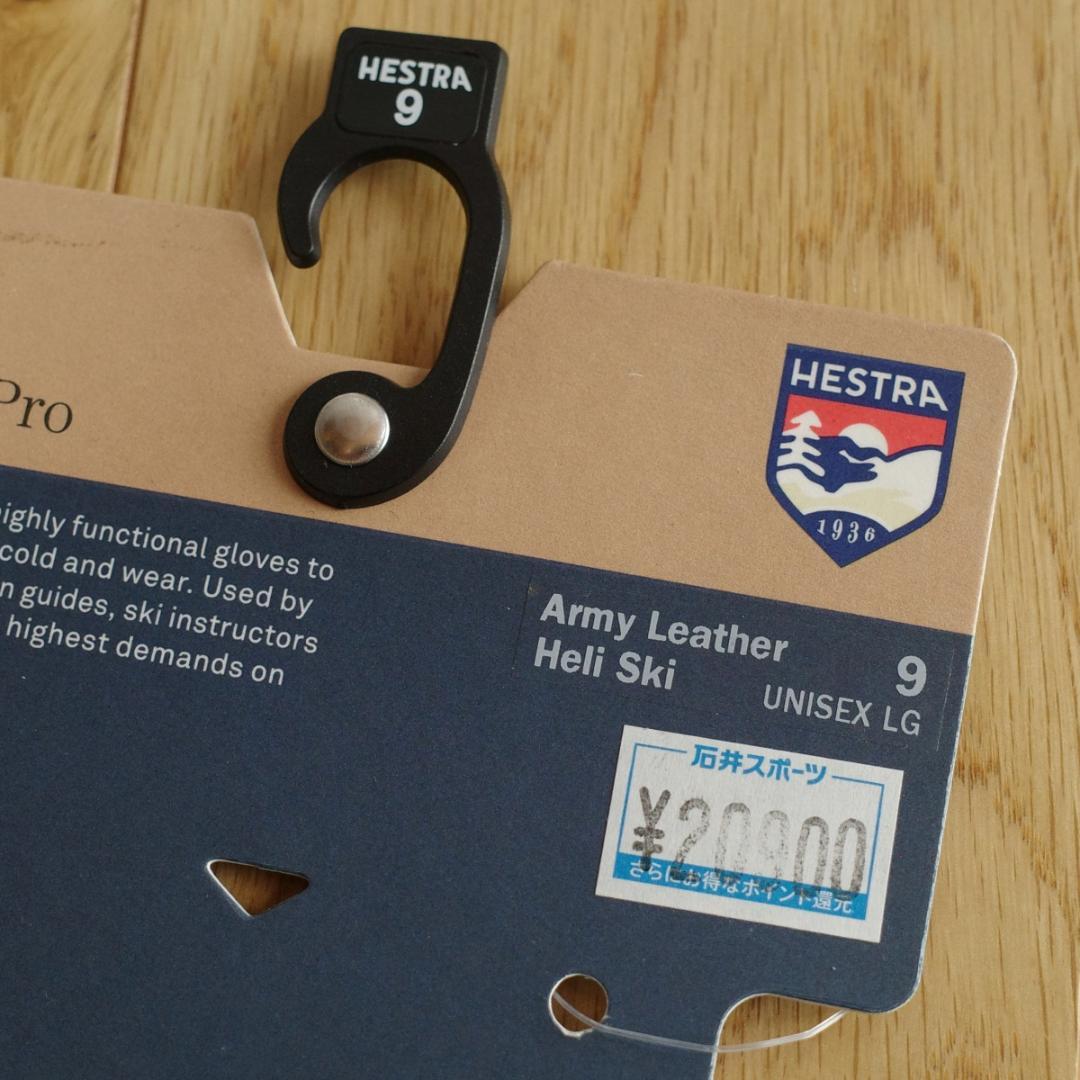 HESTRA
9
Pro
highly functional gloves to
cold and wear. Used by
n guides, ski instructors
highest demands on
HESTRA
1936
Army Leather
Heli Ski
9
UNISEX LG
石井スポーツ
さらにお得なポイント還元